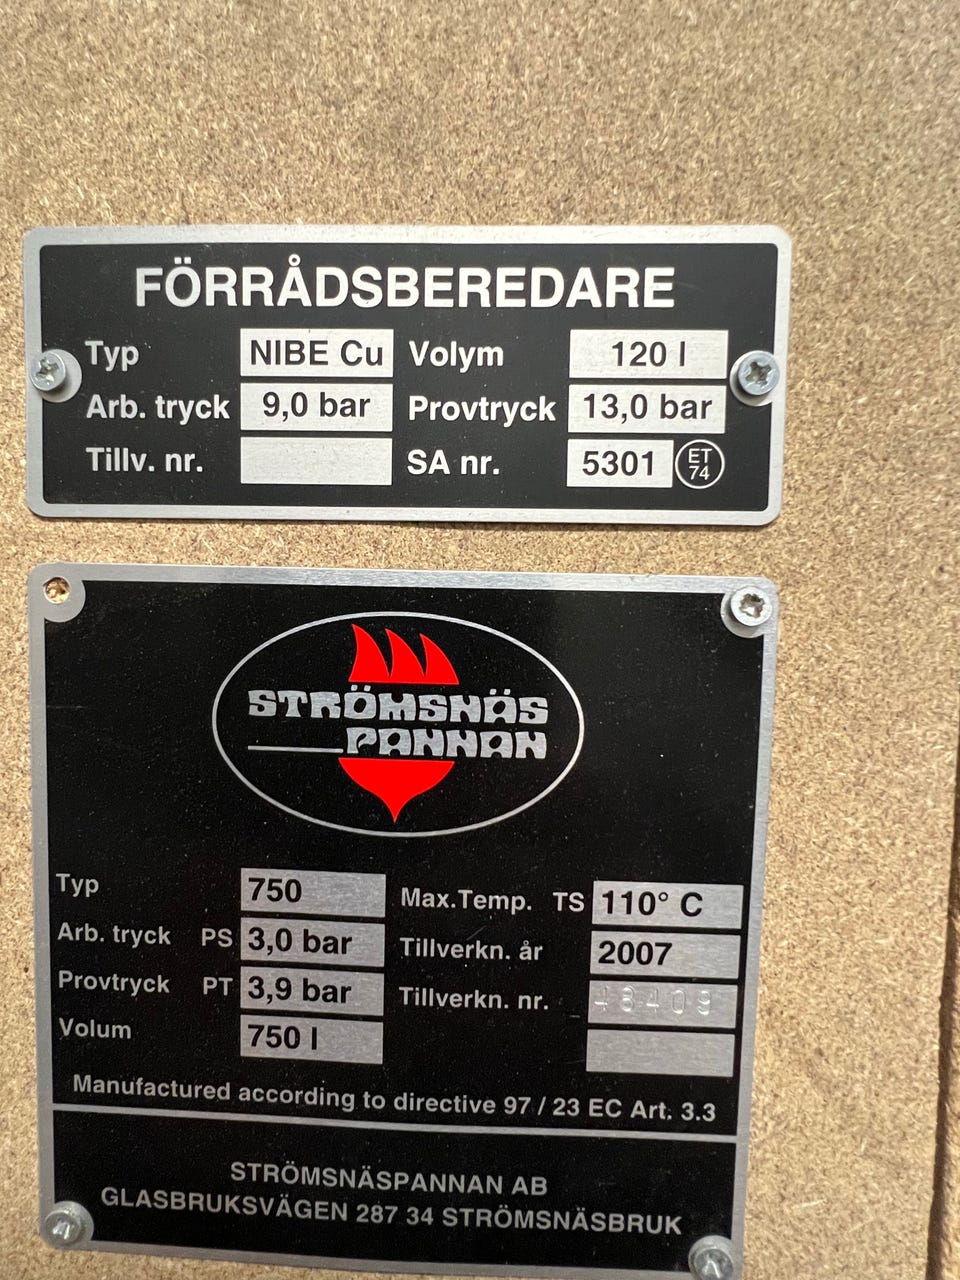 FÖRRÅDSBEREDARE
Typ NIBE Cu Volym 120 l
Arb. tryck 9,0 bar Provtryck 13,0 bar
Tillv. nr. SA nr. 5301 ET 74
STRÖMSNÄS
PANNAN
Typ 750 Max.Temp. TS 110° C
Arb. tryck PS 3,0 bar Tillverkn. år 2007
Provtryck PT 3,9 bar Tillverkn. nr. 48409
Volum 750 l
Manufactured according to directive 97 / 23 EC Art. 3.3
STRÖMSNÄSPANNAN AB
GLASBRUKSVÄGEN 287 34 STRÖMSNÄSBRUK